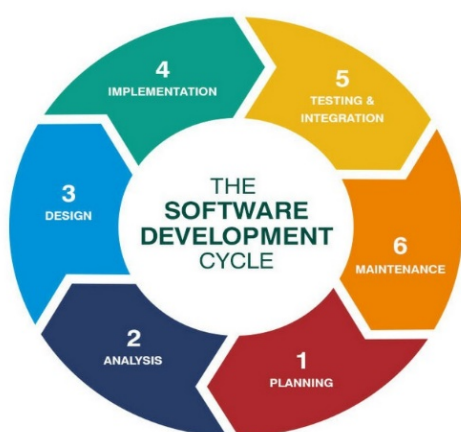 THE
SOFTWARE
DEVELOPMENT
CYCLE
1
PLANNING
2
ANALYSIS
3
DESIGN
4
IMPLEMENTATION
5
TESTING &
INTEGRATION
6
MAINTENANCE